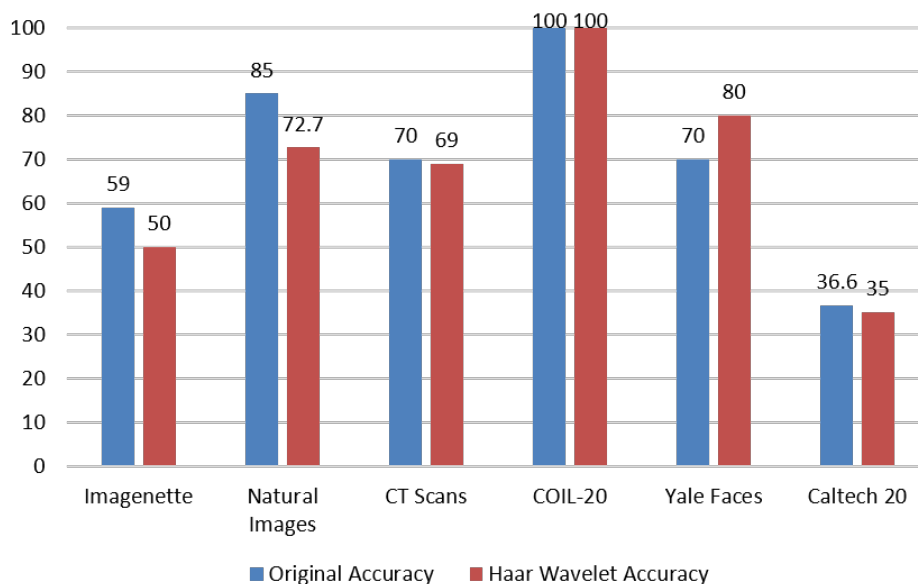 100
90
80
70
60
50
40
30
20
10
0
59
50
85
72.7
70
69
100
100
70
80
36.6
35
Imagenette
Natural
Images
CT Scans
COIL-20
Yale Faces
Caltech 20
Original Accuracy
Haar Wavelet Accuracy